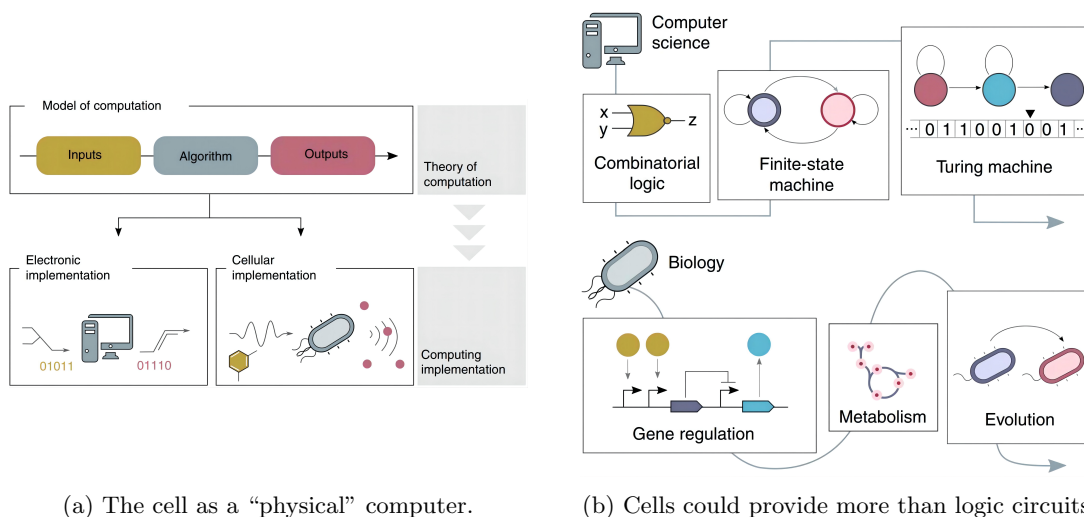 Model of computation
Inputs
Algorithm
Outputs
Theory of
computation
Electronic
implementation
Cellular
implementation
01011
01110
Computing
implementation
(a) The cell as a “physical” computer.
Computer
science
x
y
z
Combinatorial
logic
Finite-state
machine
... 0 1 1 0 0 1 0 0 0 1 ...
Turing machine
Biology
Gene regulation
Metabolism
Evolution
(b) Cells could provide more than logic circuits